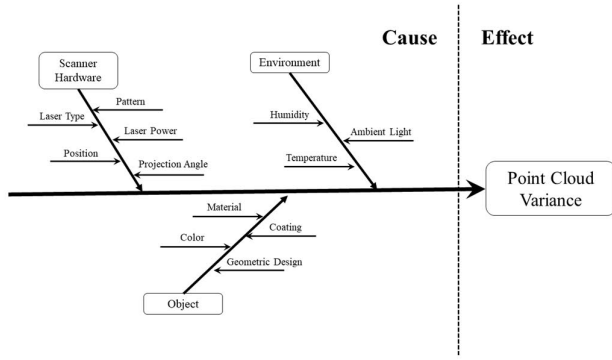 Cause
Effect
Scanner
Hardware
Environment
Pattern
Laser Type
Laser Power
Position
Projection Angle
Humidity
Ambient Light
Temperature
Point Cloud
Variance
Material
Coating
Color
Geometric Design
Object